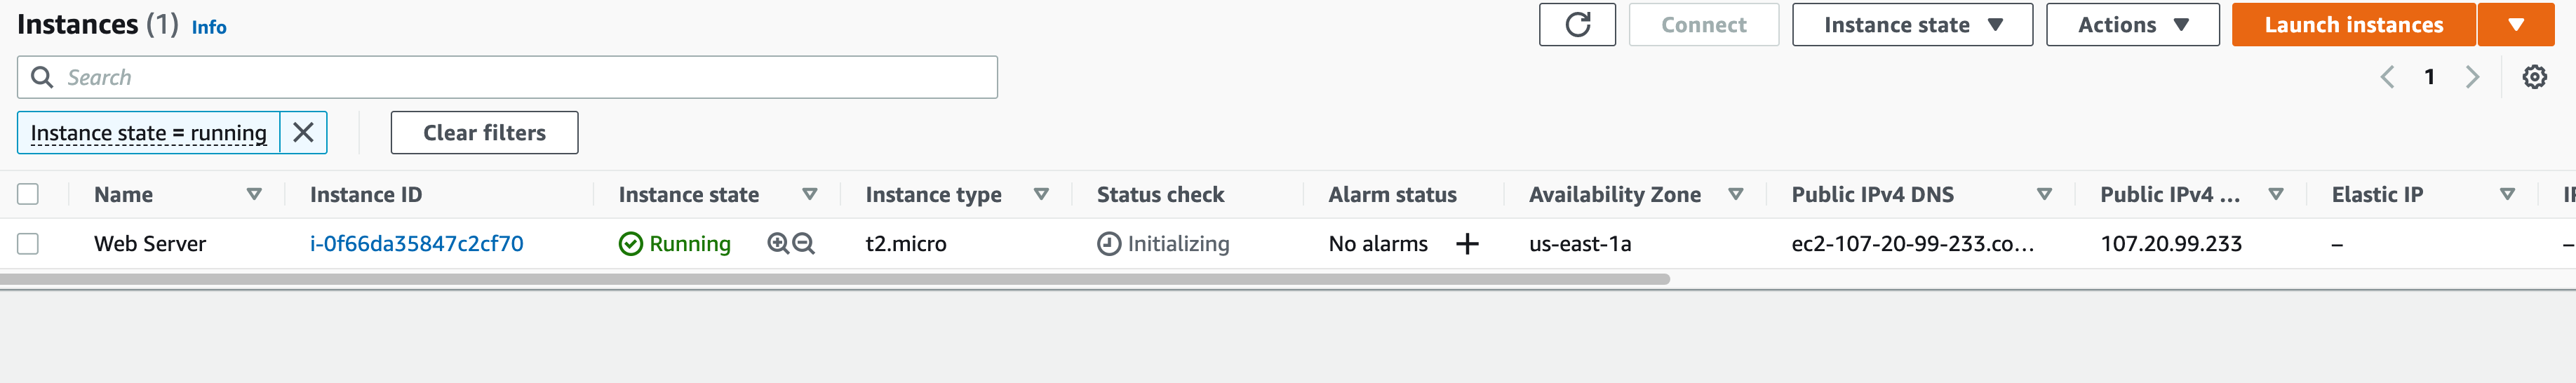 Instances (1) Info Connect Instance state Actions Launch instances
Search 1
Instance state = running Clear filters
Name Instance ID Instance state Instance type Status check Alarm status Availability Zone Public IPv4 DNS Public IPv4 ... Elastic IP
Web Server i-0f66da35847c2cf70 Running t2.micro Initializing No alarms + us-east-1a ec2-107-20-99-233.co... 107.20.99.233 – –